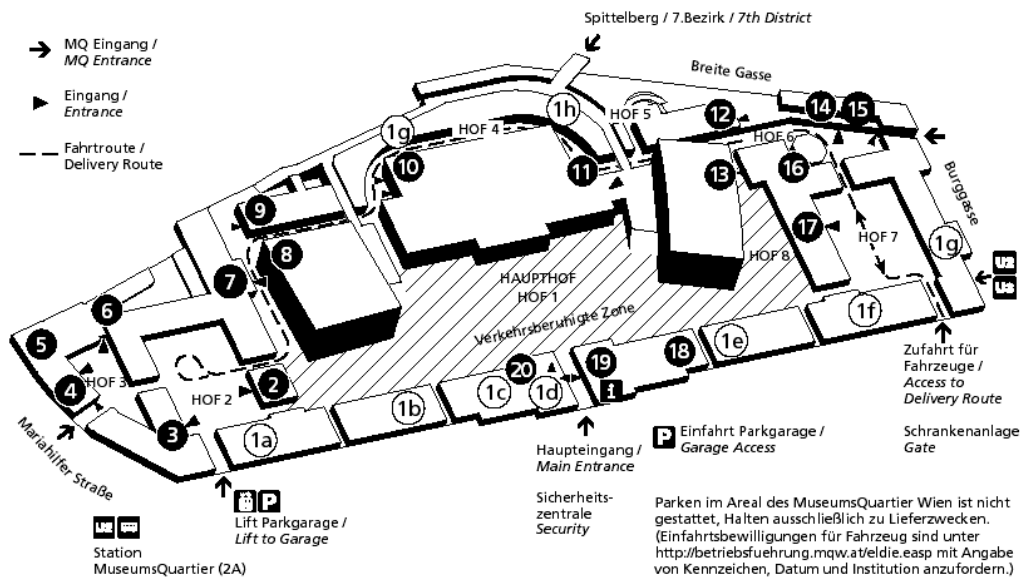 Spittelberg / 7.Bezirk / 7th District
MQ Eingang /
MQ Entrance
Breite Gasse
Eingang /
Entrance
1h
HOF 5
12
14
15
1g
HOF 4
HOF 6
Fahrtroute /
Delivery Route
10
11
13
16
Burggasse
9
17
8
HOF 7
1g
HOF 8
U2
U3
7
HAUPTHOF
HOF 1
6
Verkehrsberuhigte Zone
1f
5
1e
20
19
18
Zufahrt für
Fahrzeuge /
Access to
Delivery Route
4
HOF 3
2
1c
1d
i
HOF 2
1b
3
1a
Mariahilfer Straße
P Einfahrt Parkgarage /
Garage Access
Schrankenanlage
Gate
Haupteingang /
Main Entrance
Sicherheits-
zentrale
Security
P
Lift Parkgarage /
Lift to Garage
U2
Station
MuseumsQuartier (2A)
Parken im Areal des MuseumsQuartier Wien ist nicht
gestattet, Halten ausschließlich zu Lieferzwecken.
(Einfahrtsbewilligungen für Fahrzeug sind unter
http://betriebsfuehrung.mqw.at/eldie.easp mit Angabe
von Kennzeichen, Datum und Institution anzufordern.)